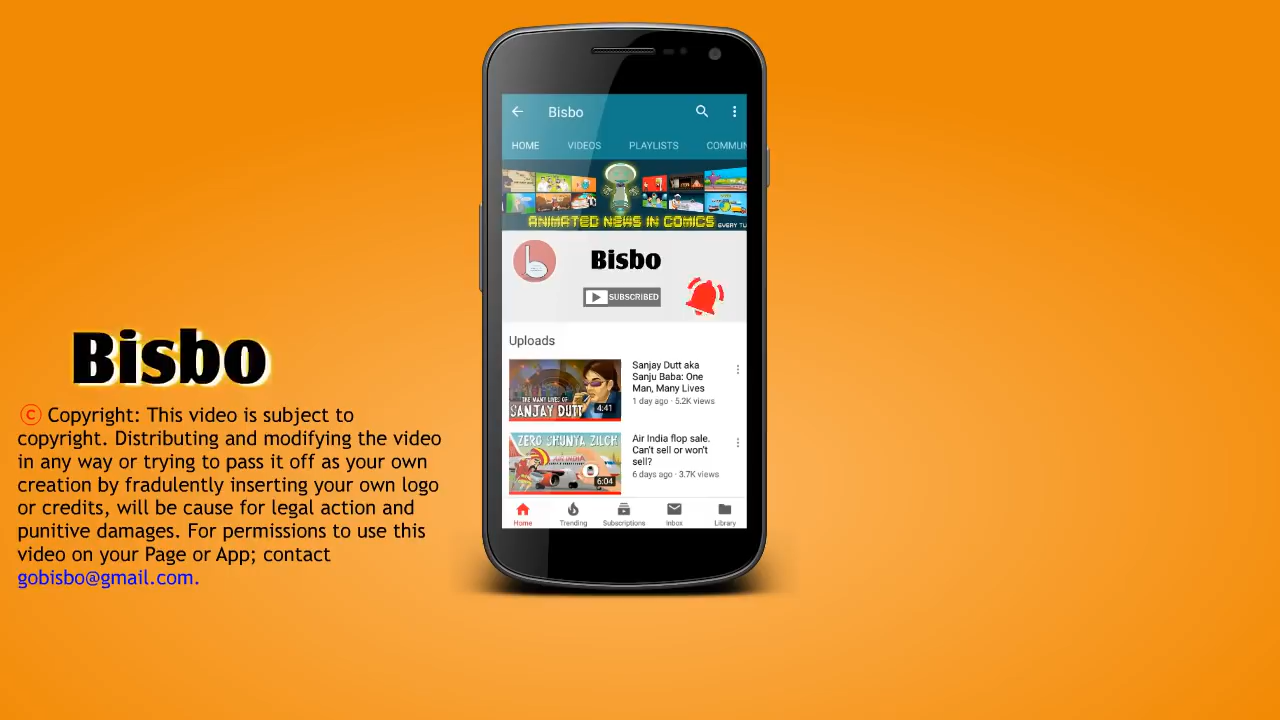 Bisbo
HOME VIDEOS PLAYLISTS COMMUN
ANIMATED NEWS IN COMICS EVERY TU
b
Bisbo
SUBSCRIBED
Uploads
THE MANY LIVES OF
SANJAY DUTT
4:41
Sanjay Dutt aka
Sanju Baba: One
Man, Many Lives
1 day ago · 5.2K views
ZERO SHUNYA ZILCH
AIR INDIA
6:04
Air India flop sale.
Can't sell or won't
sell?
6 days ago · 3.7K views
Home Trending Subscriptions Inbox Library
Bisbo
© Copyright: This video is subject to
copyright. Distributing and modifying the video
in any way or trying to pass it off as your own
creation by fradulently inserting your own logo
or credits, will be cause for legal action and
punitive damages. For permissions to use this
video on your Page or App; contact
gobisbo@gmail.com.